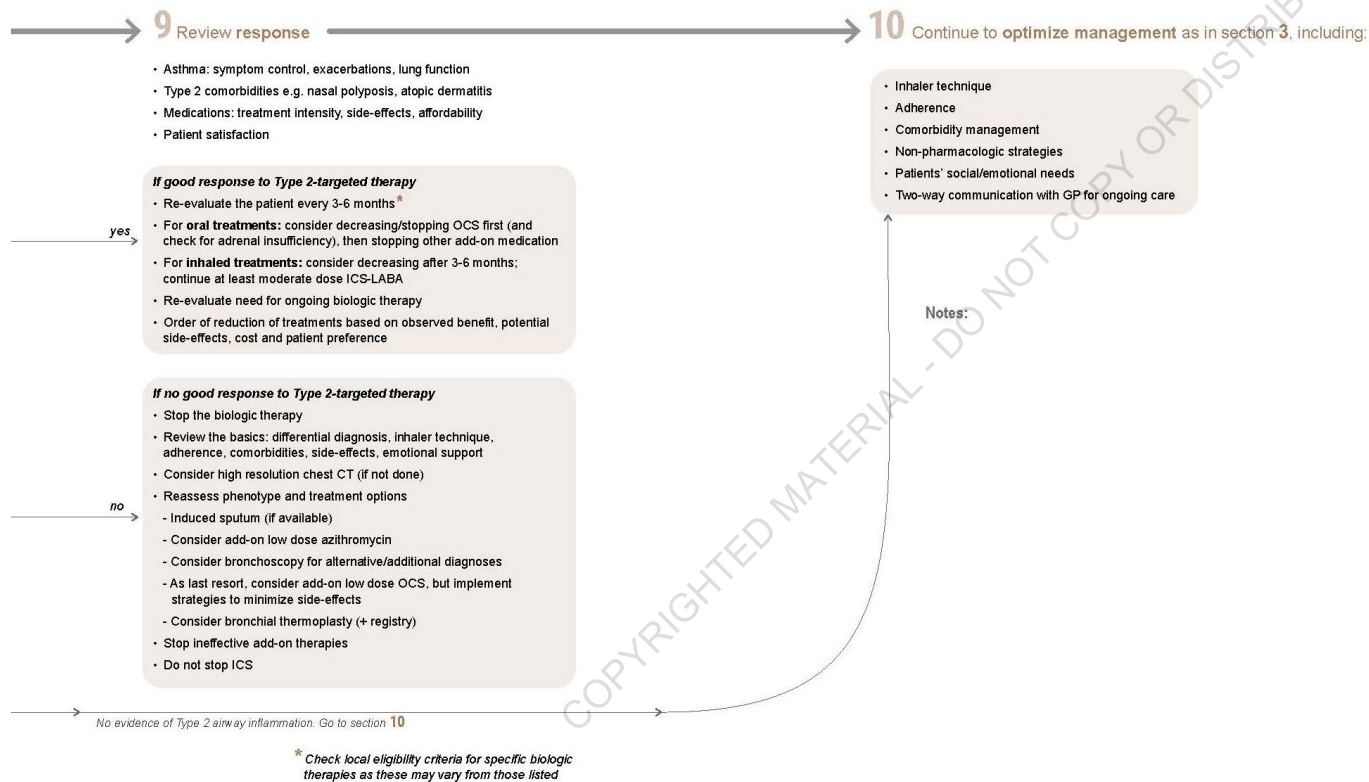 9 Review response
10 Continue to optimize management as in section 3, including:
• Asthma: symptom control, exacerbations, lung function
• Type 2 comorbidities e.g. nasal polyposis, atopic dermatitis
• Medications: treatment intensity, side-effects, affordability
• Patient satisfaction
yes
If good response to Type 2-targeted therapy
• Re-evaluate the patient every 3-6 months*
• For oral treatments: consider decreasing/stopping OCS first (and
check for adrenal insufficiency), then stopping other add-on medication
• For inhaled treatments: consider decreasing after 3-6 months;
continue at least moderate dose ICS-LABA
• Re-evaluate need for ongoing biologic therapy
• Order of reduction of treatments based on observed benefit, potential
side-effects, cost and patient preference
no
If no good response to Type 2-targeted therapy
• Stop the biologic therapy
• Review the basics: differential diagnosis, inhaler technique,
adherence, comorbidities, side-effects, emotional support
• Consider high resolution chest CT (if not done)
• Reassess phenotype and treatment options
- Induced sputum (if available)
- Consider add-on low dose azithromycin
- Consider bronchoscopy for alternative/additional diagnoses
- As last resort, consider add-on low dose OCS, but implement
strategies to minimize side-effects
- Consider bronchial thermoplasty (+ registry)
• Stop ineffective add-on therapies
• Do not stop ICS
No evidence of Type 2 airway inflammation. Go to section 10
* Check local eligibility criteria for specific biologic
therapies as these may vary from those listed
• Inhaler technique
• Adherence
• Comorbidity management
• Non-pharmacologic strategies
• Patients' social/emotional needs
• Two-way communication with GP for ongoing care
Notes:
COPYRIGHTED MATERIAL - DO NOT COPY OR DISTRIB